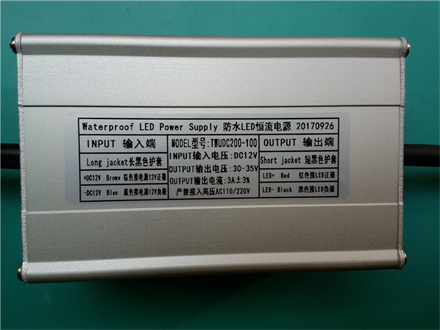 Waterproof LED Power Supply 防水LED恒流电源 20170926
INPUT 输入端
MODEL型号:TWUDC200-100
OUTPUT 输出端
Long jacket长黑色护套
INPUT输入电压:DC12V
OUTPUT输出电压:30-35V
Short jacket 短黑色护套
+DC12V Browx 棕色接电源12V正极
OUTPUT输出电流:3A±3%
LED+ Red 红色接LED正极
-DC12V Bler 蓝色接电源12V负极
严禁接入高压AC110/220V
LED- Black 黑色接LED负极